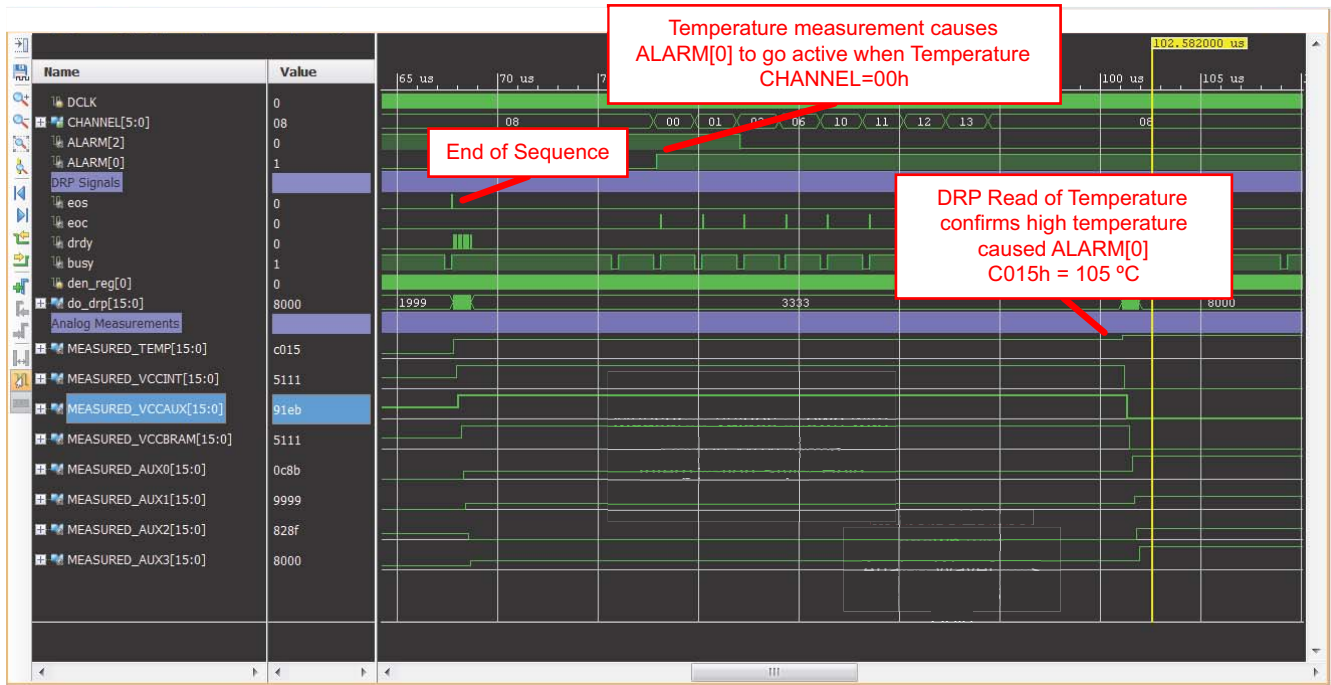 Temperature measurement causes
ALARM[0] to go active when Temperature
CHANNEL=00h
102.582000 us
Name Value
65 us 70 us 7 100 us 105 us
DCLK 0
CHANNEL[5:0] 08 08 00 01 02 06 10 11 12 13 08
ALARM[2] 0
End of Sequence
ALARM[0] 1
DRP Signals
eos 0
DRP Read of Temperature
confirms high temperature
caused ALARM[0]
C015h = 105 ºC
eoc 0
drdy 0
busy 1
den_reg[0] 0
do_drp[15:0] 8000 1999 3333 8000
Analog Measurements
MEASURED_TEMP[15:0] c015
MEASURED_VCCINT[15:0] 5111
MEASURED_VCCAUX[15:0] 91eb
MEASURED_VCCBRAM[15:0] 5111
MEASURED_AUX0[15:0] 0c8b
MEASURED_AUX1[15:0] 9999
MEASURED_AUX2[15:0] 828f
MEASURED_AUX3[15:0] 8000